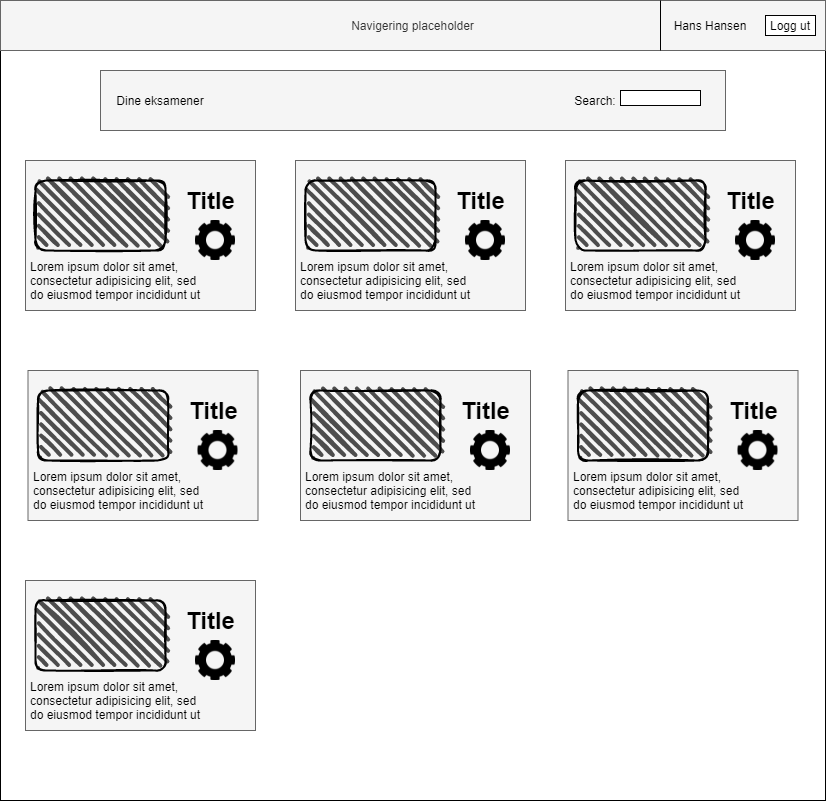 Navigering placeholder
Hans Hansen
Logg ut
Dine eksamener
Search:
Title
Lorem ipsum dolor sit amet,
consectetur adipisicing elit, sed
do eiusmod tempor incididunt ut
Title
Lorem ipsum dolor sit amet,
consectetur adipisicing elit, sed
do eiusmod tempor incididunt ut
Title
Lorem ipsum dolor sit amet,
consectetur adipisicing elit, sed
do eiusmod tempor incididunt ut
Title
Lorem ipsum dolor sit amet,
consectetur adipisicing elit, sed
do eiusmod tempor incididunt ut
Title
Lorem ipsum dolor sit amet,
consectetur adipisicing elit, sed
do eiusmod tempor incididunt ut
Title
Lorem ipsum dolor sit amet,
consectetur adipisicing elit, sed
do eiusmod tempor incididunt ut
Title
Lorem ipsum dolor sit amet,
consectetur adipisicing elit, sed
do eiusmod tempor incididunt ut